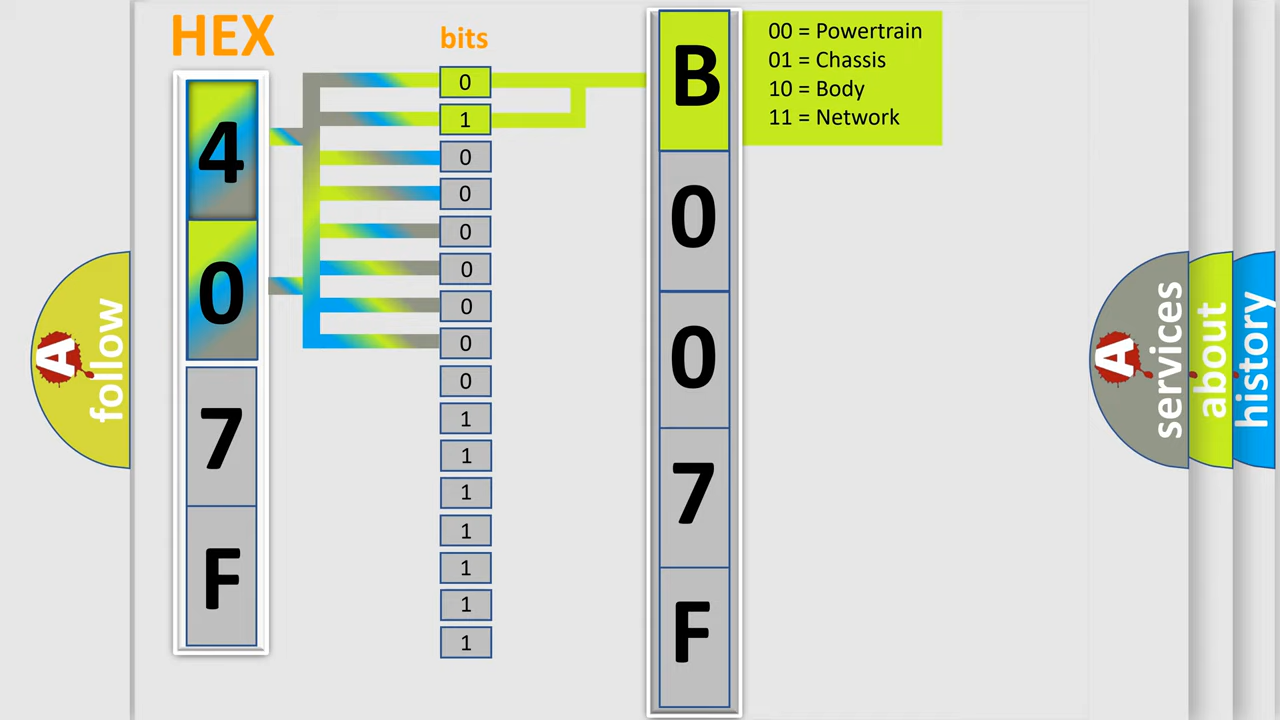 HEX
bits
4
0
7
F
0
1
0
0
0
0
0
0
0
1
1
1
1
1
1
1
B
0
0
7
F
00 = Powertrain
01 = Chassis
10 = Body
11 = Network
A
follow
A
services
about
history